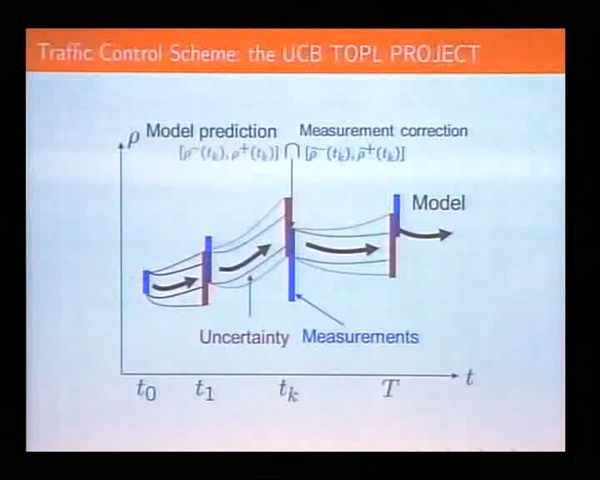 Traffic Control Scheme: the UCB TOPL PROJECT
ρ Model prediction Measurement correction
[ρ⁻(tₖ), ρ⁺(tₖ)] ⋂ [ρ̃⁻(tₖ), ρ̃⁺(tₖ)]
Model
Uncertainty Measurements
t₀ t₁ tₖ T t